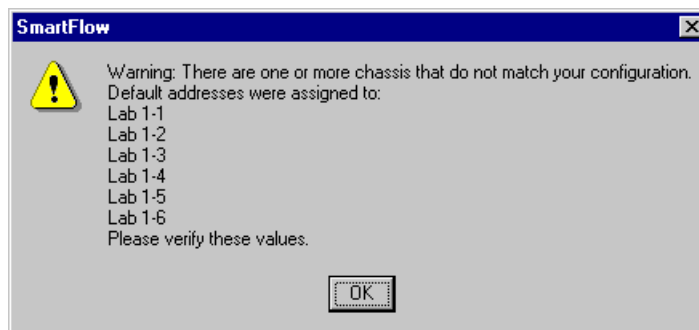 SmartFlow
Warning: There are one or more chassis that do not match your configuration.
Default addresses were assigned to:
Lab 1-1
Lab 1-2
Lab 1-3
Lab 1-4
Lab 1-5
Lab 1-6
Please verify these values.
OK